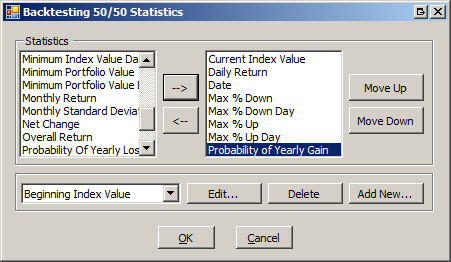 Backtesting 50/50 Statistics
Statistics
Minimum Index Value Da
Minimum Portfolio Value
Minimum Portfolio Value
Monthly Return
Monthly Standard Deviat
Net Change
Overall Return
Probability Of Yearly Los
-->
<--
Current Index Value
Daily Return
Date
Max % Down
Max % Down Day
Max % Up
Max % Up Day
Probability of Yearly Gain
Move Up
Move Down
Beginning Index Value
Edit...
Delete
Add New...
OK
Cancel